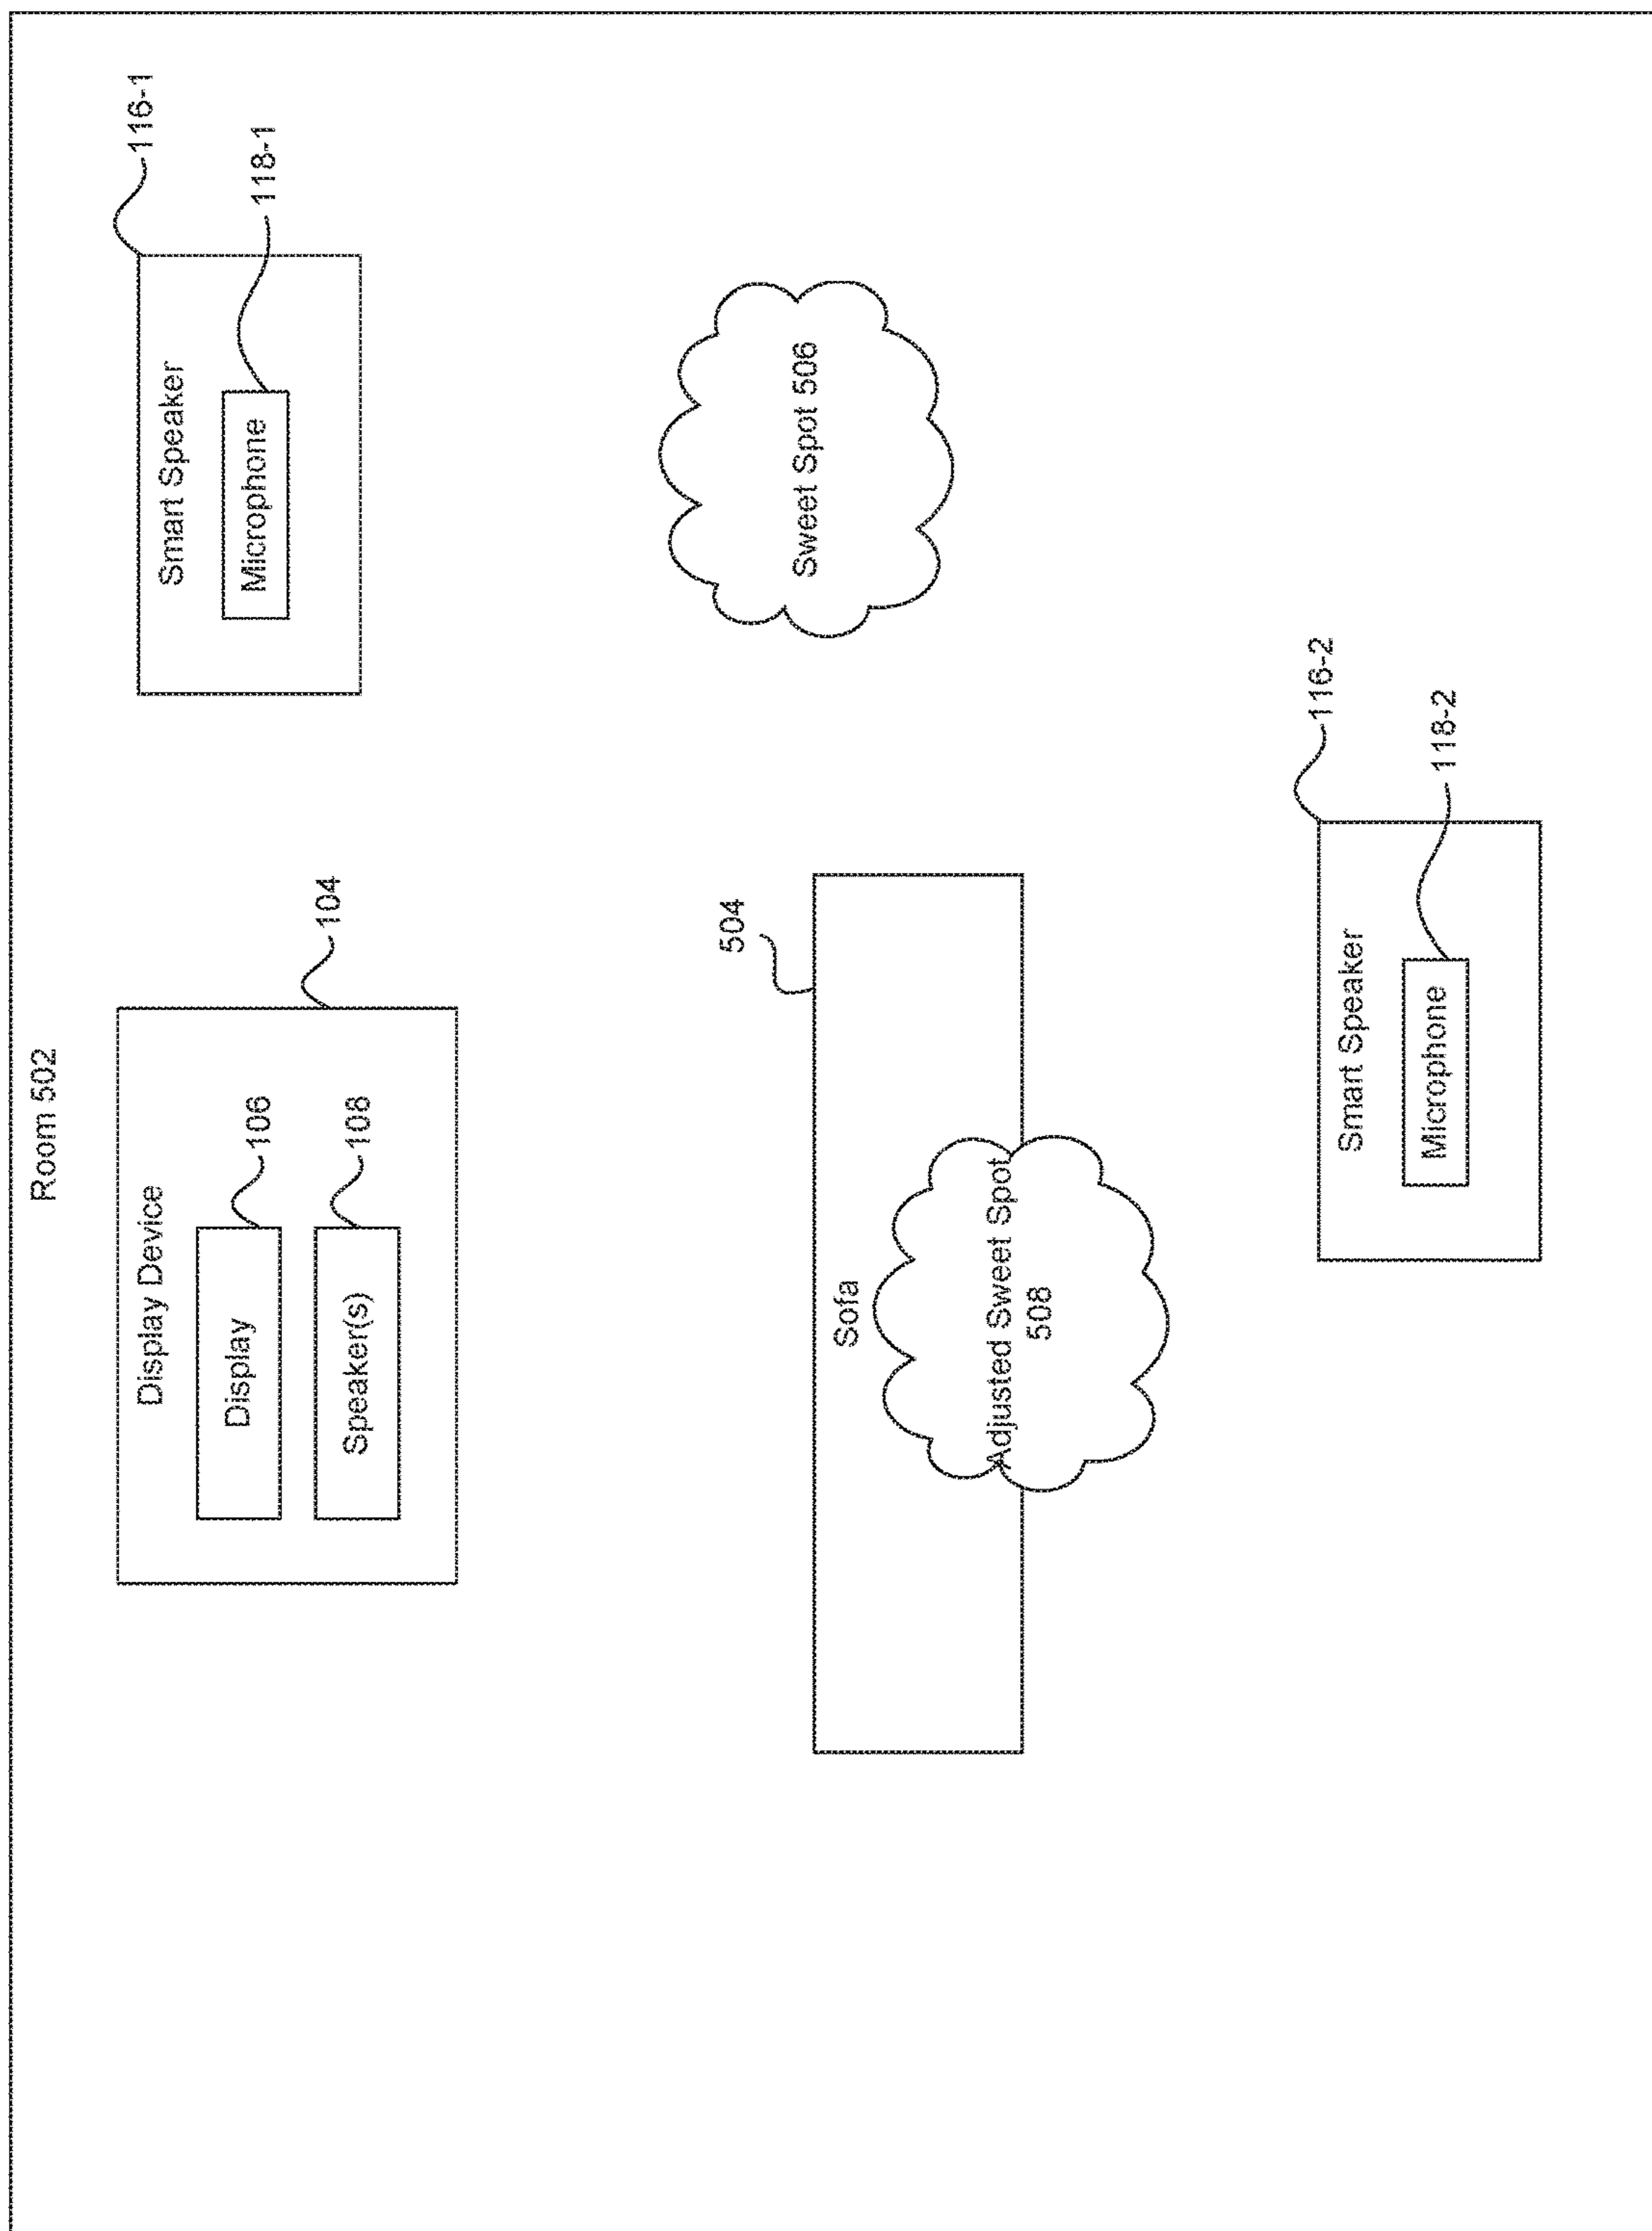 Room 502
Display Device
Display
106
Speaker(s)
108
104
Smart Speaker
116-1
Microphone
118-1
504
Sofa
Adjusted Sweet Spot
508
Sweet Spot 506
Smart Speaker
116-2
Microphone
118-2